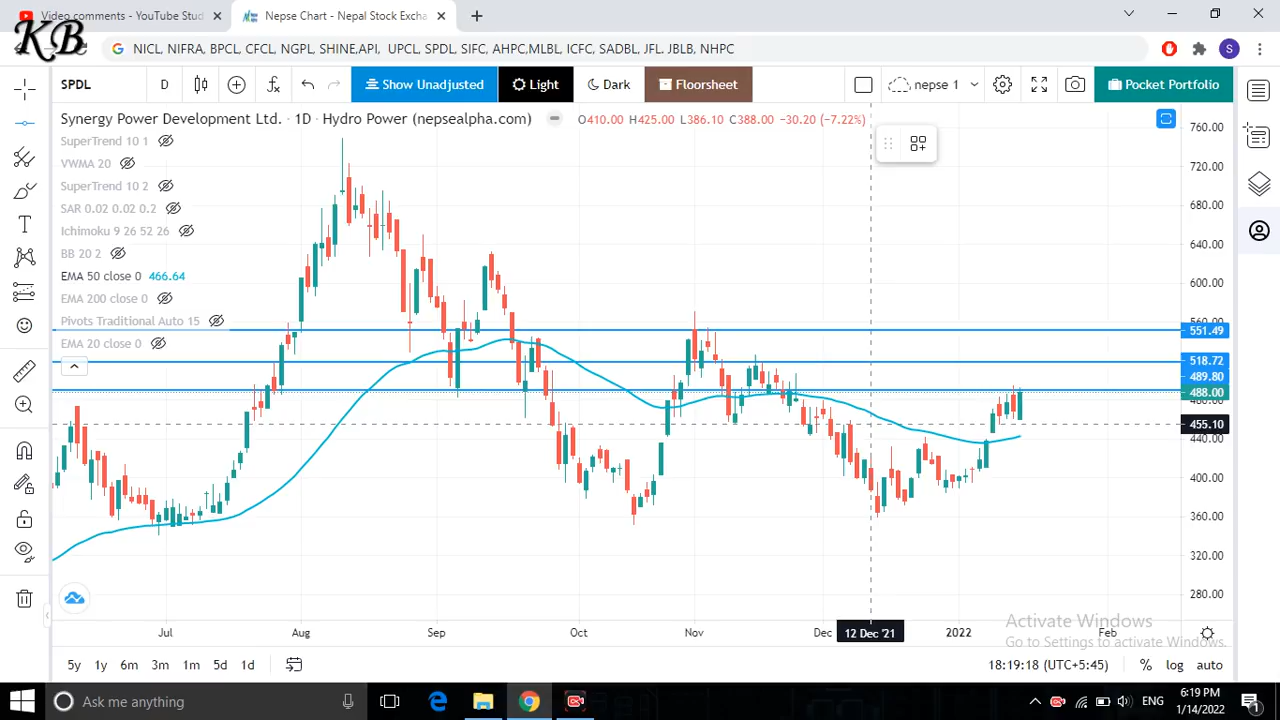 Video comments - YouTube Stud
Nepse Chart - Nepal Stock Excha
KB
NICL, NIFRA, BPCL, CFCL, NGPL, SHINE,API, UPCL, SPDL, SIFC, AHPC,MLBL, ICFC, SADBL, JFL, JBLB, NHPC
S
SPDL D Show Unadjusted Light Dark Floorsheet nepse 1 Pocket Portfolio
Synergy Power Development Ltd. · 1D · Hydro Power (nepsealpha.com) O410.00 H425.00 L386.10 C388.00 −30.20 (−7.22%)
SuperTrend 10 1
VWMA 20
SuperTrend 10 2
SAR 0.02 0.02 0.2
Ichimoku 9 26 52 26
BB 20 2
EMA 50 close 0 466.64
EMA 200 close 0
Pivots Traditional Auto 15
EMA 20 close 0
760.00
720.00
680.00
640.00
600.00
560.00
551.49
518.72
489.80
488.00
480.00
455.10
440.00
400.00
360.00
320.00
280.00
Jul Aug Sep Oct Nov Dec 12 Dec '21 2022 Feb
Activate Windows
Go to Settings to activate Windows.
5y 1y 6m 3m 1m 5d 1d 18:19:18 (UTC+5:45) % log auto
Ask me anything
ENG
6:19 PM
1/14/2022
1